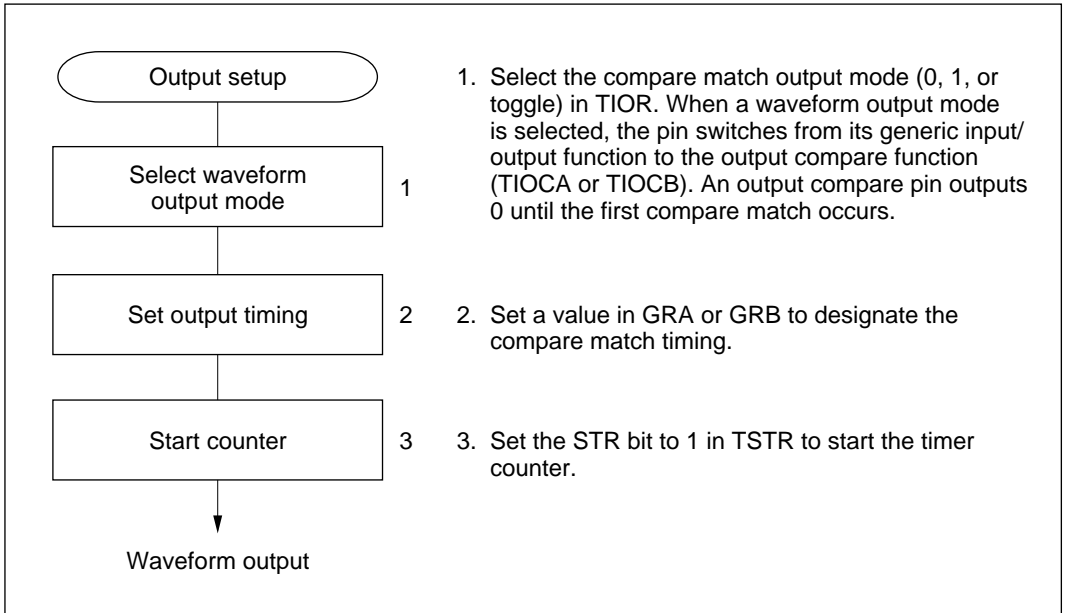 Output setup
1. Select the compare match output mode (0, 1, or
toggle) in TIOR. When a waveform output mode
is selected, the pin switches from its generic input/
output function to the output compare function
(TIOCA or TIOCB). An output compare pin outputs
0 until the first compare match occurs.
Select waveform
output mode
1
Set output timing
2
2. Set a value in GRA or GRB to designate the
compare match timing.
Start counter
3
3. Set the STR bit to 1 in TSTR to start the timer
counter.
Waveform output